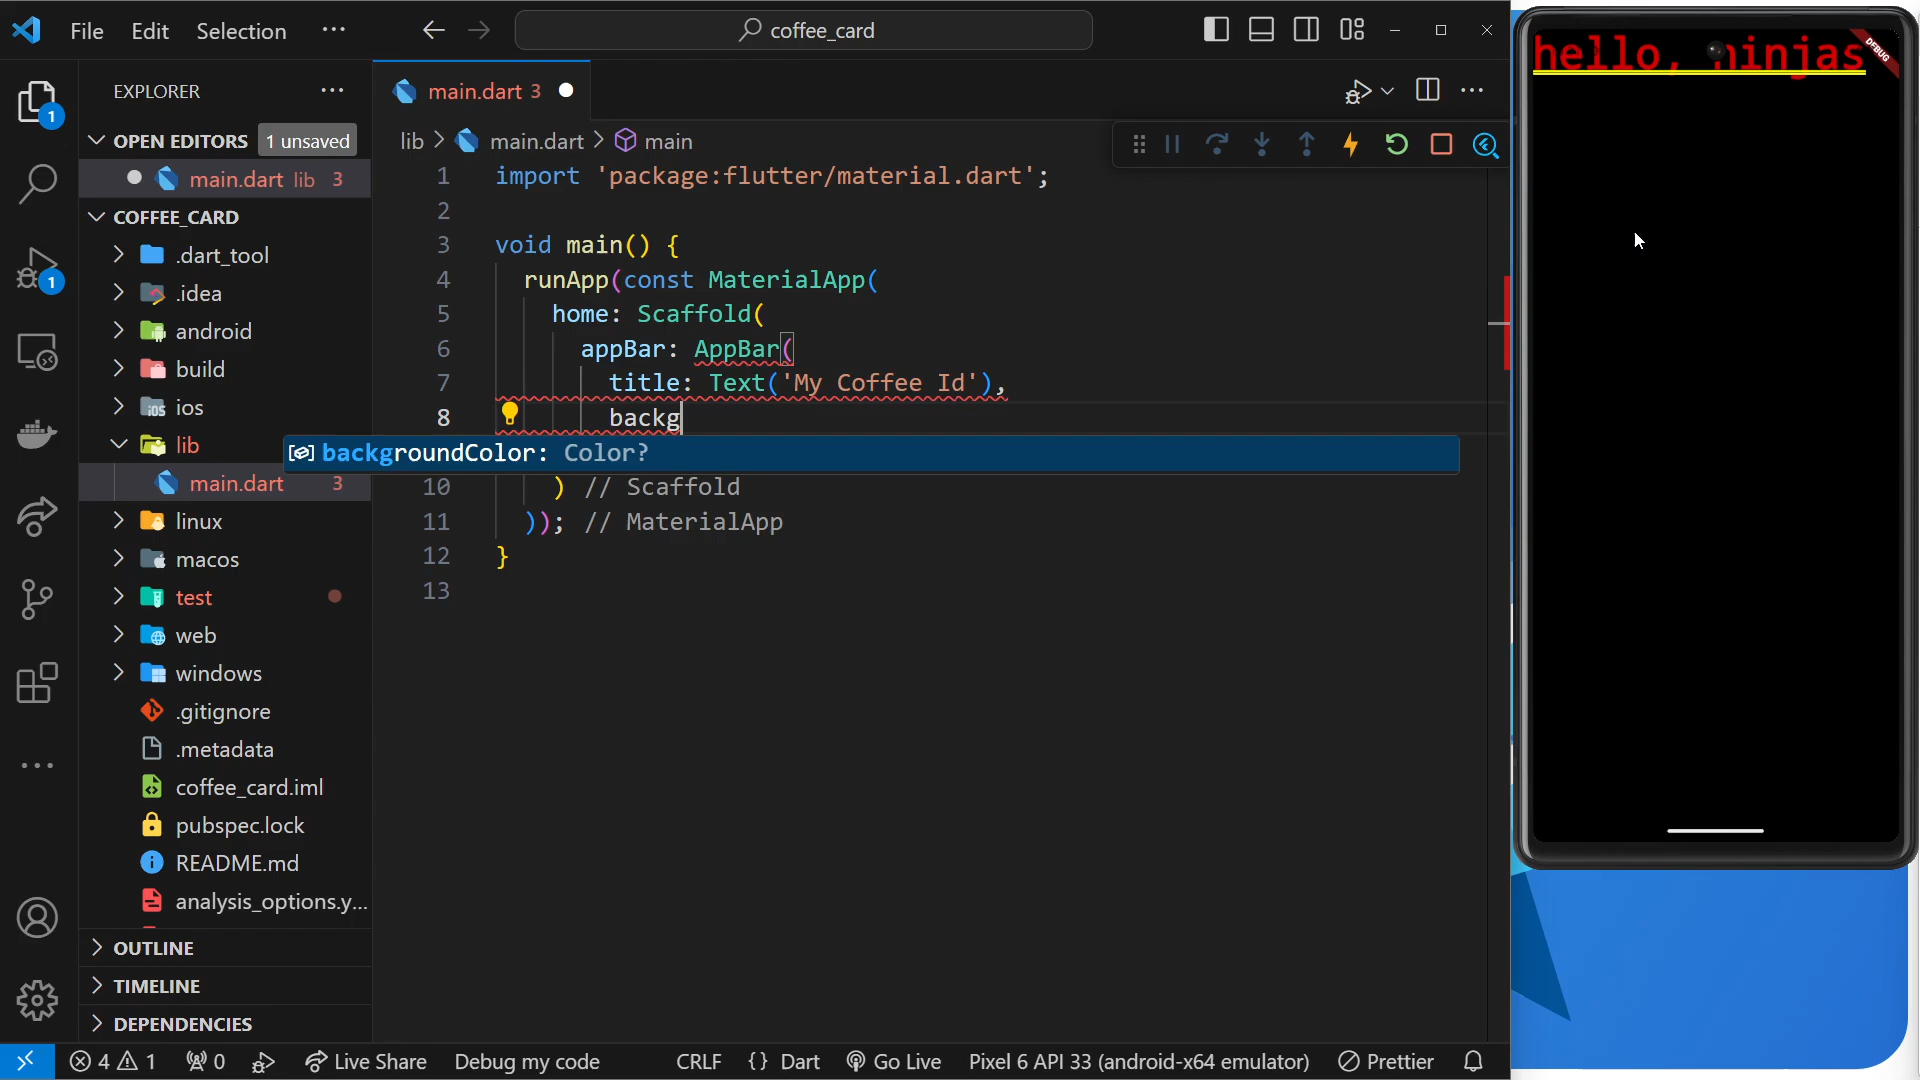 File Edit Selection ···
coffee_card
EXPLORER ···
OPEN EDITORS 1 unsaved
main.dart lib 3
COFFEE_CARD
.dart_tool
.idea
android
build
ios
lib
main.dart 3
linux
macos
test
web
windows
.gitignore
.metadata
coffee_card.iml
pubspec.lock
README.md
analysis_options.y...
OUTLINE
TIMELINE
DEPENDENCIES
1
1
main.dart 3
lib > main.dart > main
1 import 'package:flutter/material.dart';
2
3 void main() {
4 runApp(const MaterialApp(
5 home: Scaffold(
6 appBar: AppBar(
7 title: Text('My Coffee Id'),
8 backg
backgroundColor: Color?
10 ) // Scaffold
11 )); // MaterialApp
12 }
13
4 1 0 Live Share Debug my code CRLF {} Dart Go Live Pixel 6 API 33 (android-x64 emulator) Prettier
hello, ninjas
DEBUG